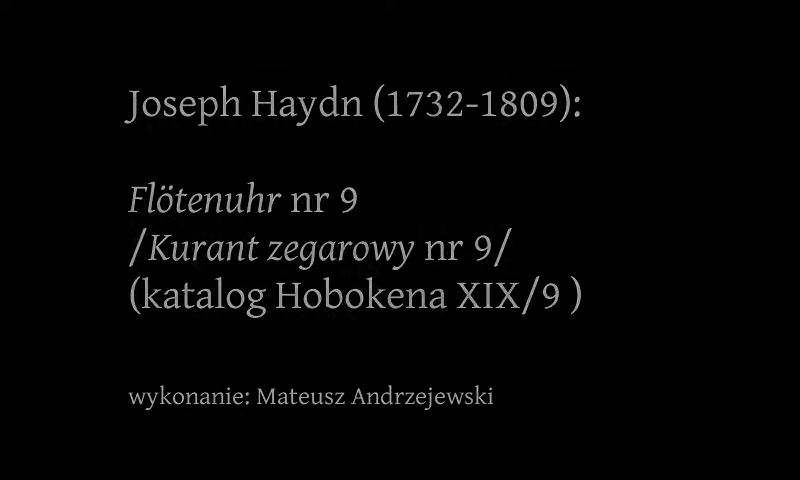 Joseph Haydn (1732-1809):
Flötenuhr nr 9
/Kurant zegarowy nr 9/
(katalog Hobokena XIX/9 )
wykonanie: Mateusz Andrzejewski